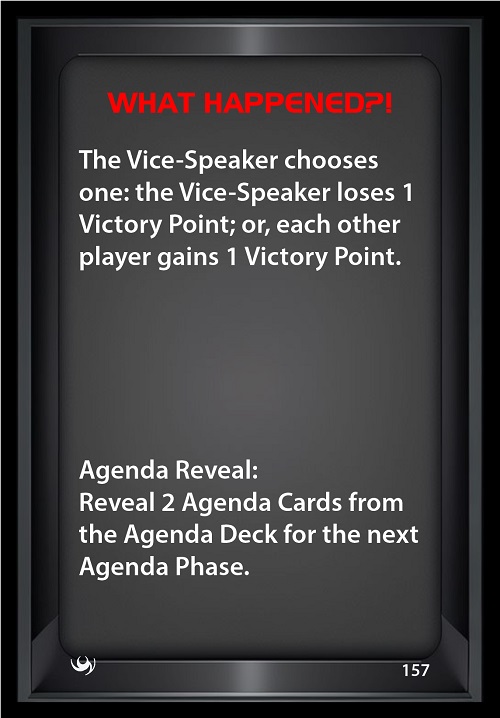 WHAT HAPPENED?!
The Vice-Speaker chooses
one: the Vice-Speaker loses 1
Victory Point; or, each other
player gains 1 Victory Point.
Agenda Reveal:
Reveal 2 Agenda Cards from
the Agenda Deck for the next
Agenda Phase.
157